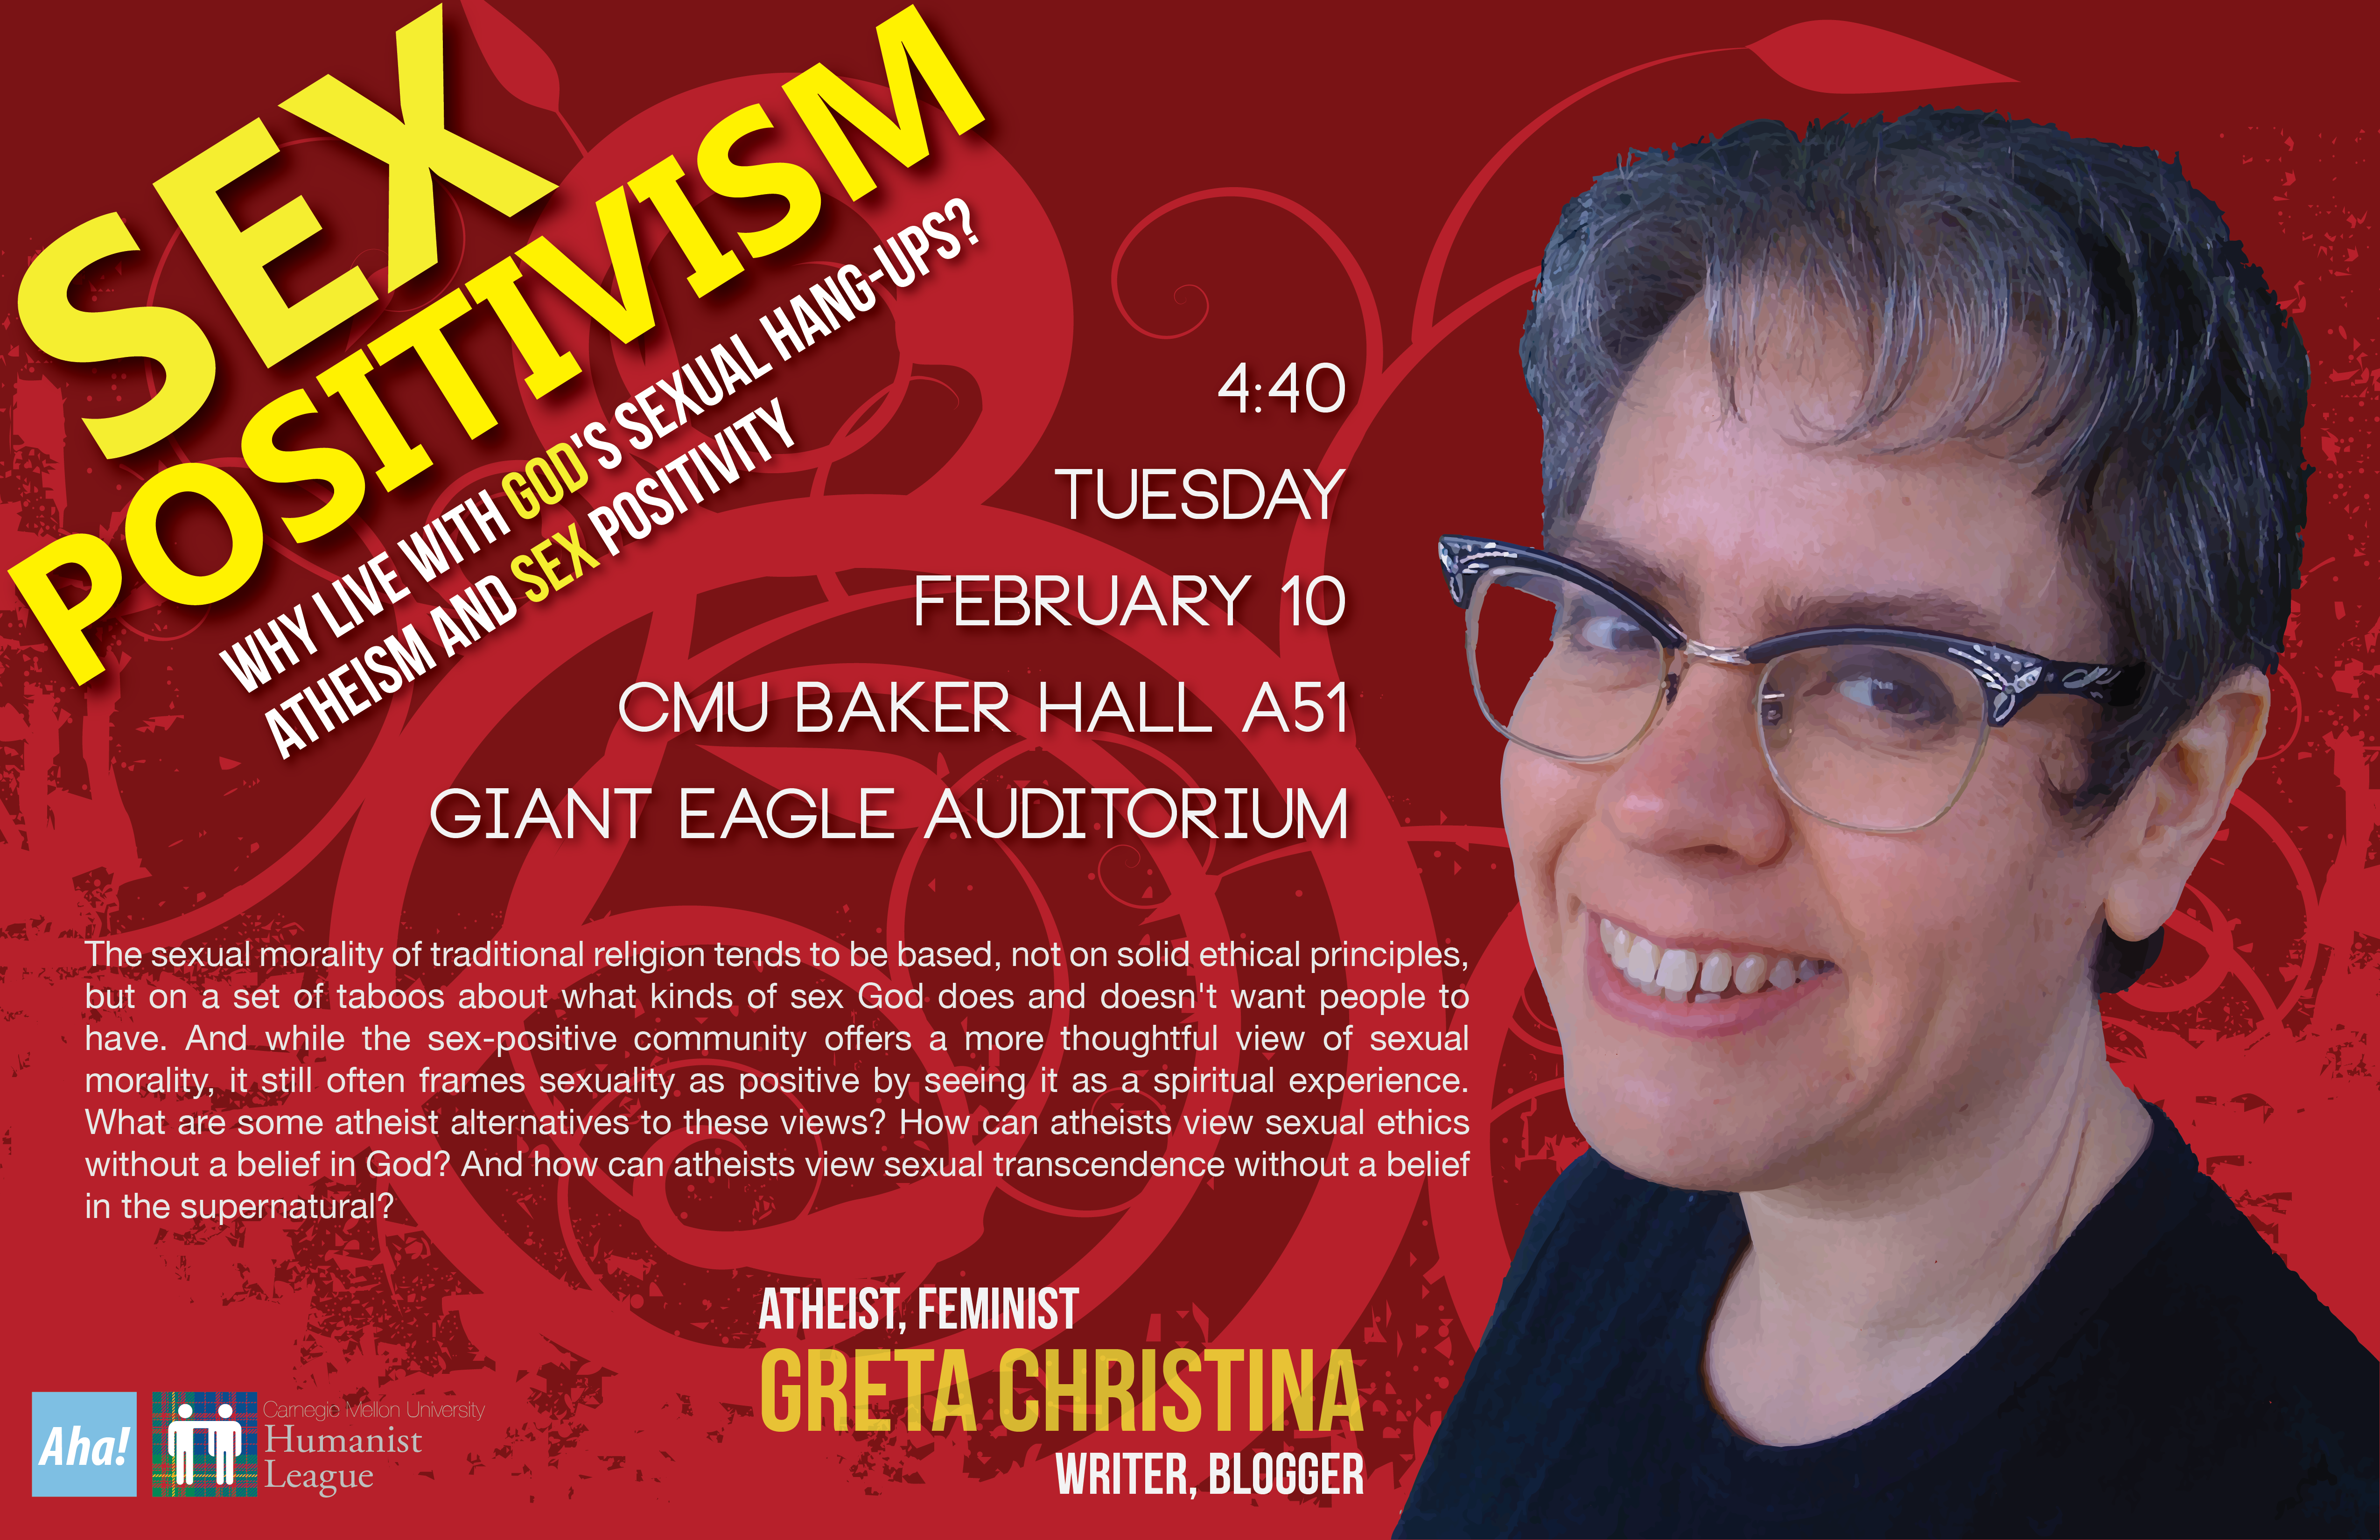 SEX
POSITIVISM
WHY LIVE WITH GOD'S SEXUAL HANG-UPS?
ATHEISM AND SEX POSITIVITY
4:40
TUESDAY
FEBRUARY 10
CMU BAKER HALL A51
GIANT EAGLE AUDITORIUM
The sexual morality of traditional religion tends to be based, not on solid ethical principles,
but on a set of taboos about what kinds of sex God does and doesn't want people to
have. And while the sex-positive community offers a more thoughtful view of sexual
morality, it still often frames sexuality as positive by seeing it as a spiritual experience.
What are some atheist alternatives to these views? How can atheists view sexual ethics
without a belief in God? And how can atheists view sexual transcendence without a belief
in the supernatural?
ATHEIST, FEMINIST
GRETA CHRISTINA
WRITER, BLOGGER
Aha!
Carnegie Mellon University
Humanist
League